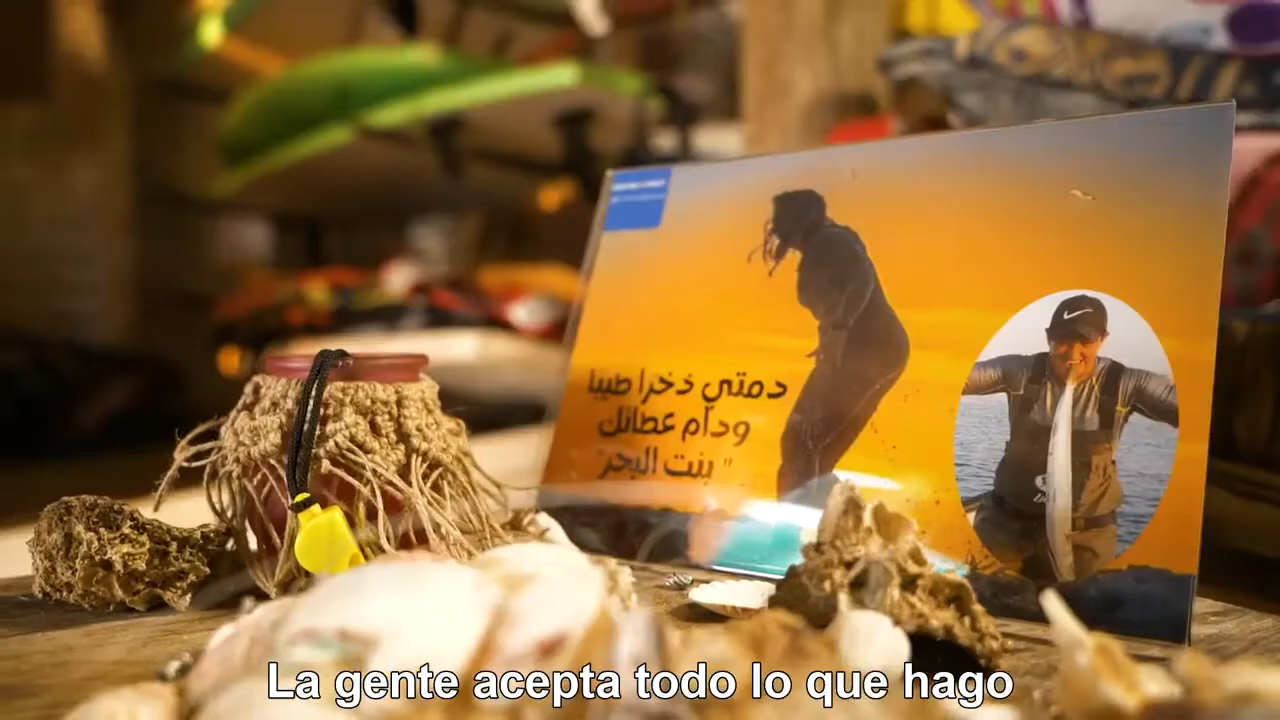 دمتي ذخرا طيبا
ودام عطائك
" بنت البحر
La gente acepta todo lo que hago